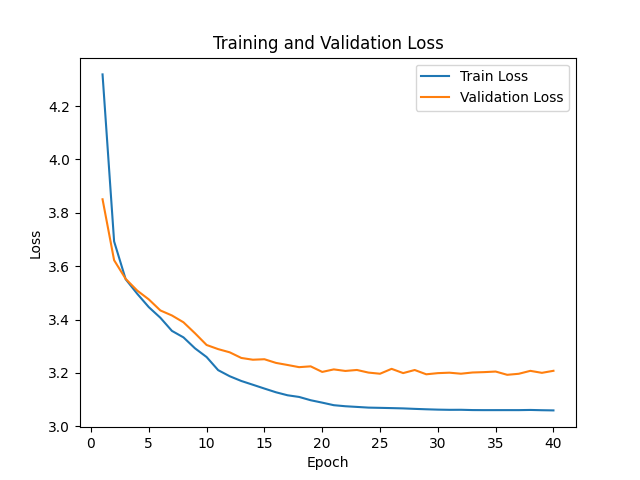 Training and Validation Loss
Train Loss
Validation Loss
Loss
4.2
4.0
3.8
3.6
3.4
3.2
3.0
0 5 10 15 20 25 30 35 40
Epoch